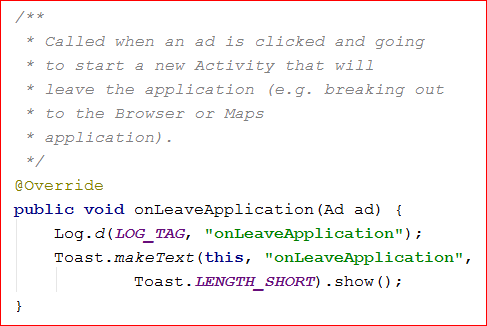 /**
 * Called when an ad is clicked and going
 * to start a new Activity that will
 * leave the application (e.g. breaking out
 * to the Browser or Maps
 * application).
 */
@Override
public void onLeaveApplication(Ad ad) {
    Log.d(LOG_TAG, "onLeaveApplication");
    Toast.makeText(this, "onLeaveApplication",
            Toast.LENGTH_SHORT).show();
}